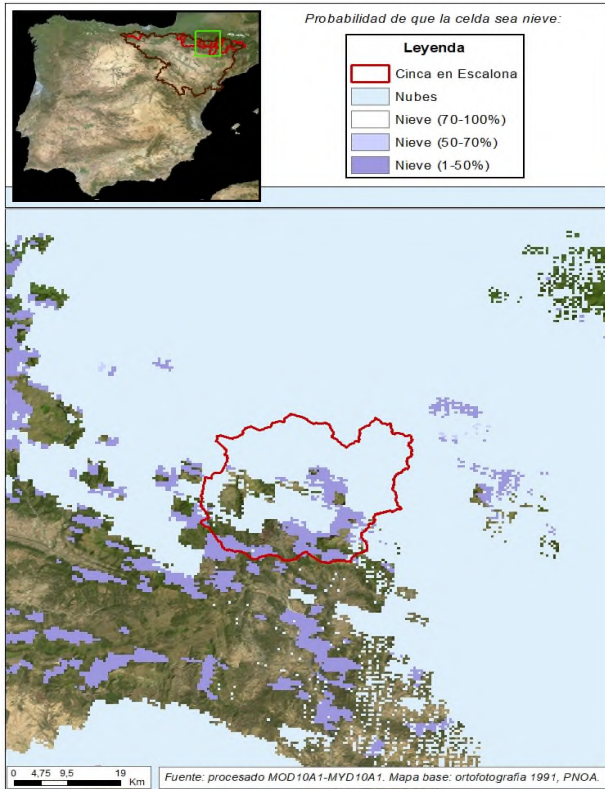 Probabilidad de que la celda sea nieve:
Leyenda
Cinca en Escalona
Nubes
Nieve (70-100%)
Nieve (50-70%)
Nieve (1-50%)
0 4,75 9,5 19
Km
Fuente: procesado MOD10A1-MYD10A1. Mapa base: ortofotografía 1991, PNOA.